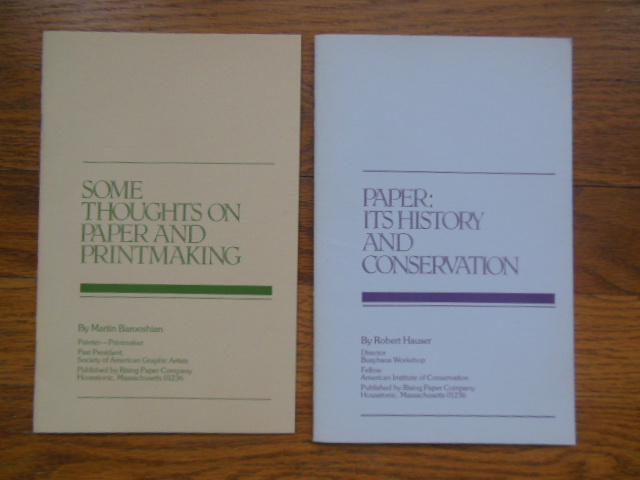 SOME
THOUGHTS ON
PAPER AND
PRINTMAKING
By Martin Barooshian
Painter—Printmaker
Past President,
Society of American Graphic Artists
Published by Rising Paper Company
Housatonic, Massachusetts 01236
PAPER:
ITS HISTORY
AND
CONSERVATION
By Robert Hauser
Director
Busyhaus Workshop
Fellow
American Institute of Conservation
Published by Rising Paper Company
Housatonic, Massachusetts 01236